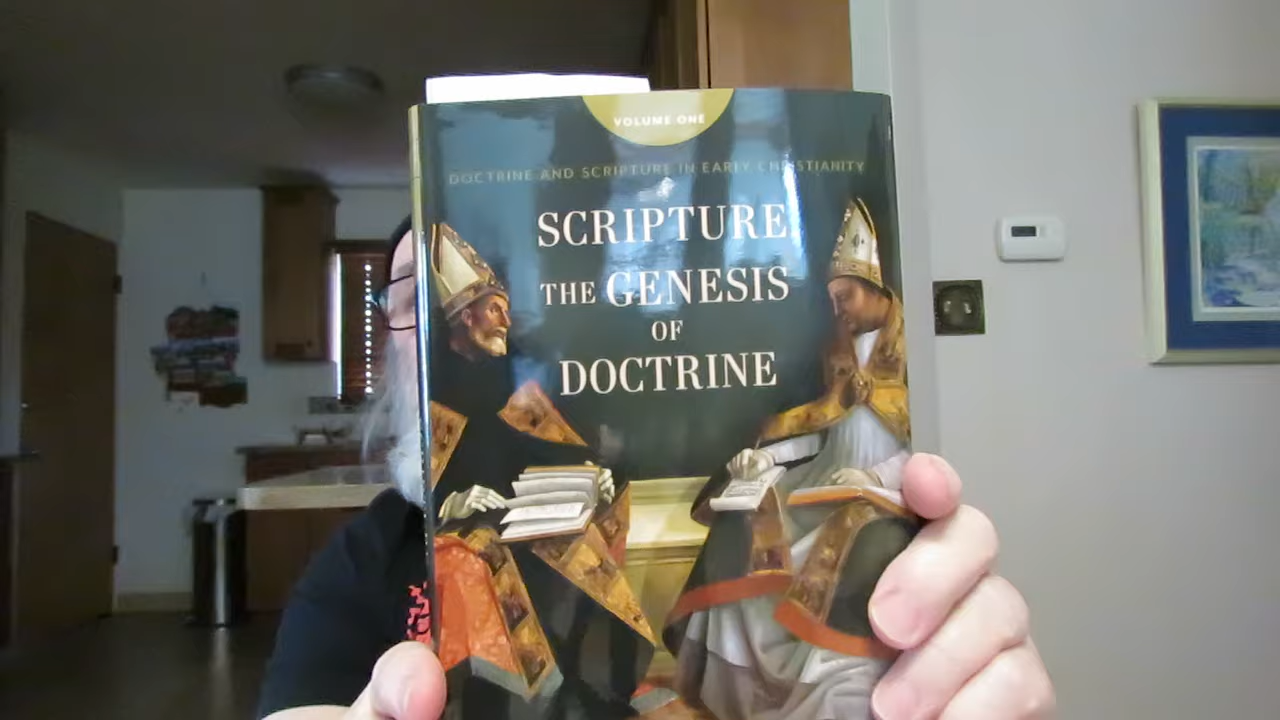 VOLUME ONE
DOCTRINE AND SCRIPTURE IN EARLY CHRISTIANITY
SCRIPTURE
THE GENESIS
OF
DOCTRINE